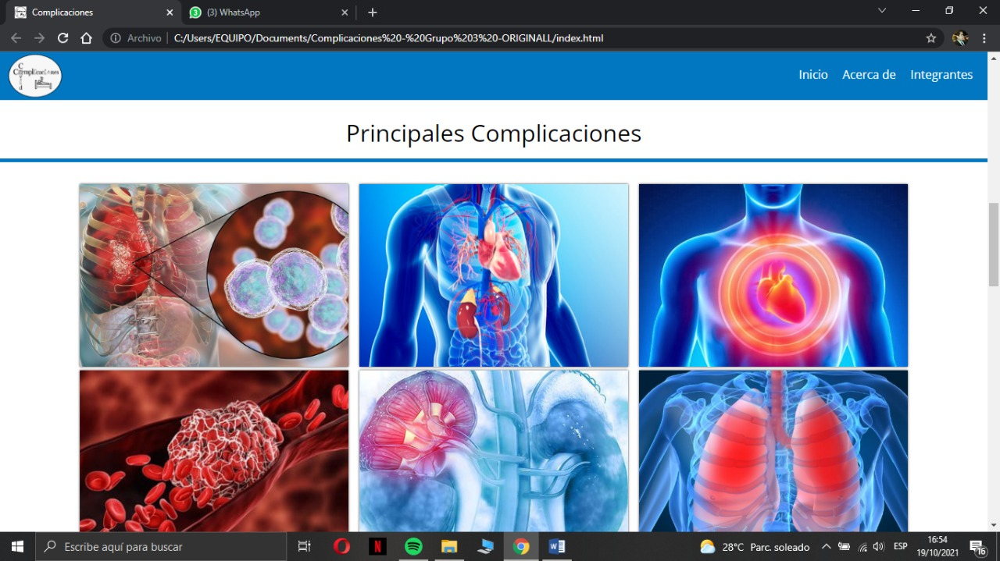 Complicaciones
(3) WhatsApp
Archivo
C:/Users/EQUIPO/Documents/Complicaciones%20-%20Grupo%203%20-ORIGINALL/index.html
Complicaciones
Inicio
Acerca de
Integrantes
Principales Complicaciones
Escribe aquí para buscar
28°C Parc. soleado
ESP
16:54
19/10/2021
16